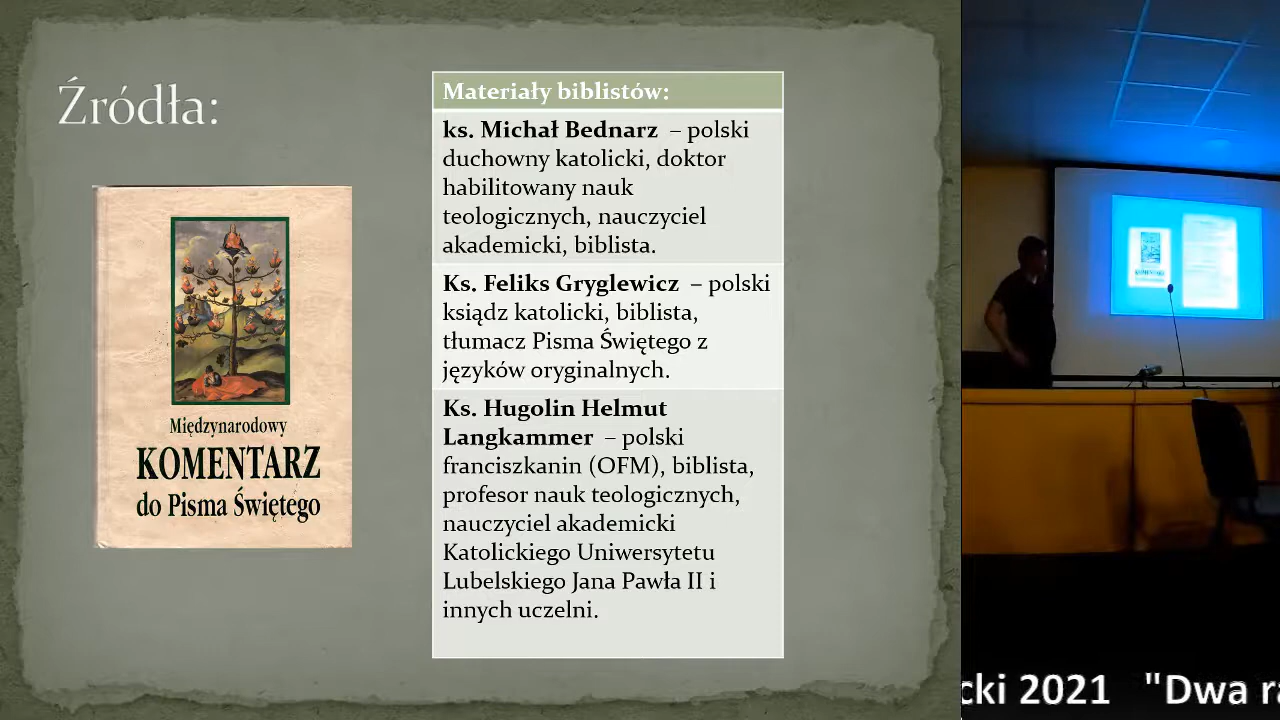 Źródła:
Międzynarodowy
KOMENTARZ
do Pisma Świętego
Materiały biblistów:
ks. Michał Bednarz – polski
duchowny katolicki, doktor
habilitowany nauk
teologicznych, nauczyciel
akademicki, biblista.
Ks. Feliks Gryglewicz – polski
ksiądz katolicki, biblista,
tłumacz Pisma Świętego z
języków oryginalnych.
Ks. Hugolin Helmut
Langkammer – polski
franciszkanin (OFM), biblista,
profesor nauk teologicznych,
nauczyciel akademicki
Katolickiego Uniwersytetu
Lubelskiego Jana Pawła II i
innych uczelni.
cki 2021 "Dwa